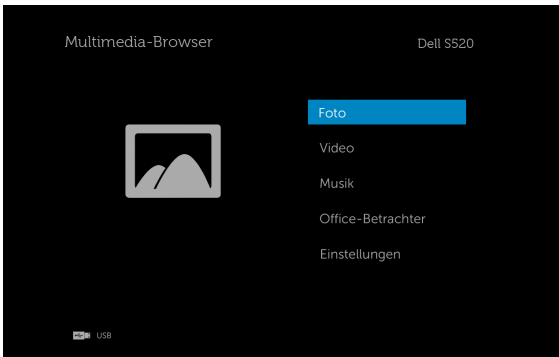 Multimedia-Browser
Dell S520
Foto
Video
Musik
Office-Betrachter
Einstellungen
USB